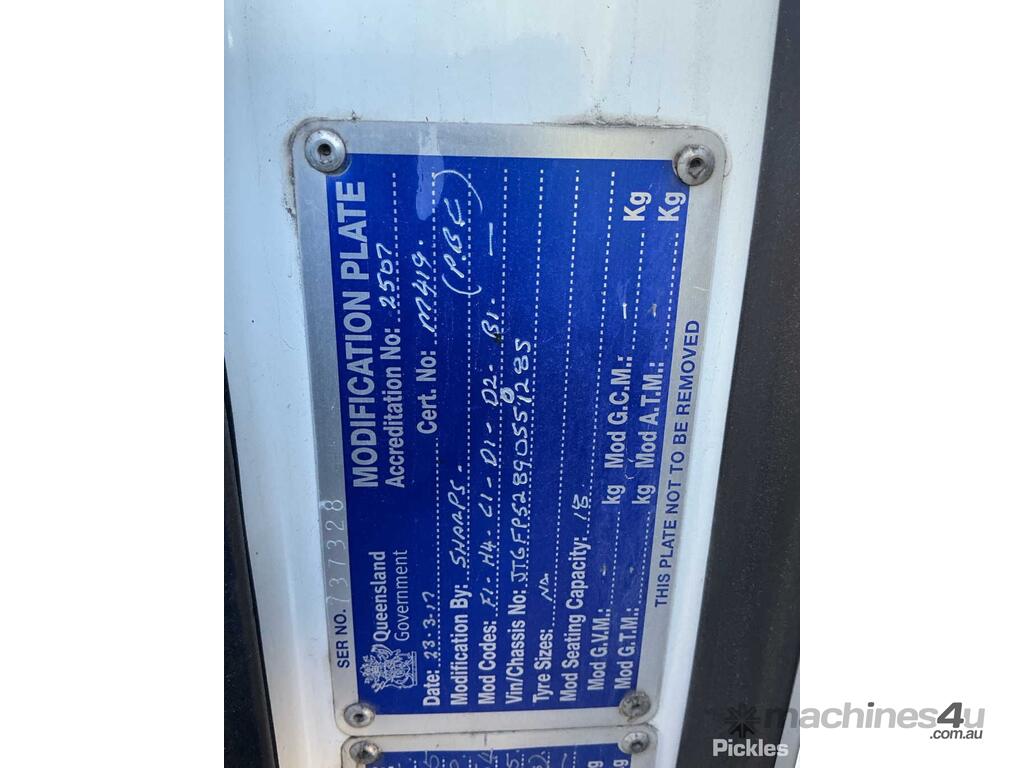 SER NO. 737328
Queensland
Government
MODIFICATION PLATE
Accreditation No: 2507
Date: 23-3-17 Cert. No: M419.
Modification By: SHARPS. (P.B.E)
Mod Codes: F1- H4- C1- D1- D2- B1. —
Vin/Chassis No: JTGFPS2890551285
Tyre Sizes: NA
Mod Seating Capacity: 18
Mod G.V.M.: - kg Mod G.C.M.: - Kg
Mod G.T.M.: - kg Mod A.T.M.: - Kg
THIS PLATE NOT TO BE REMOVED
Pickles
machines4u
.com.au